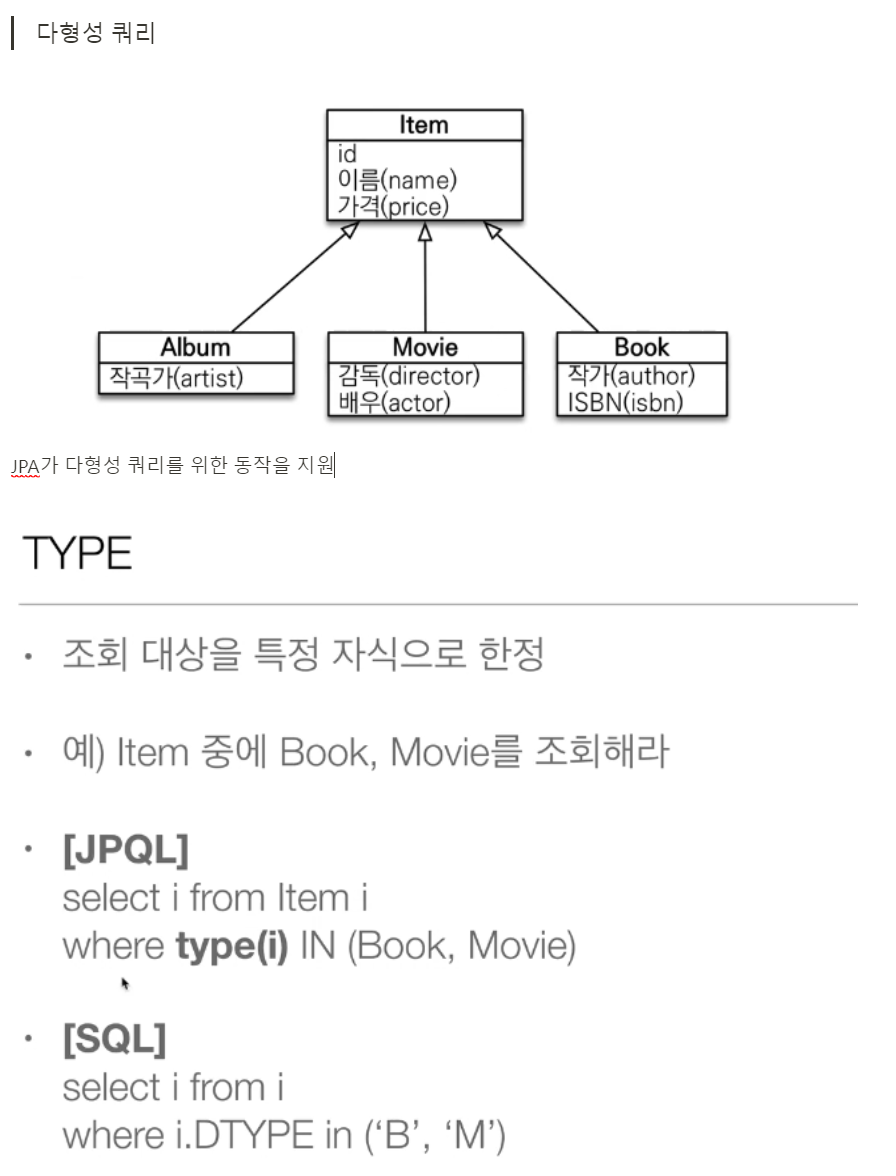 다형성 쿼리
Item
id
이름(name)
가격(price)
Album
작곡가(artist)
Movie
감독(director)
배우(actor)
Book
작가(author)
ISBN(isbn)
JPA가 다형성 쿼리를 위한 동작을 지원
TYPE
• 조회 대상을 특정 자식으로 한정
• 예) Item 중에 Book, Movie를 조회해라
• [JPQL]
select i from Item i
where type(i) IN (Book, Movie)
• [SQL]
select i from i
where i.DTYPE in (‘B’, ‘M’)